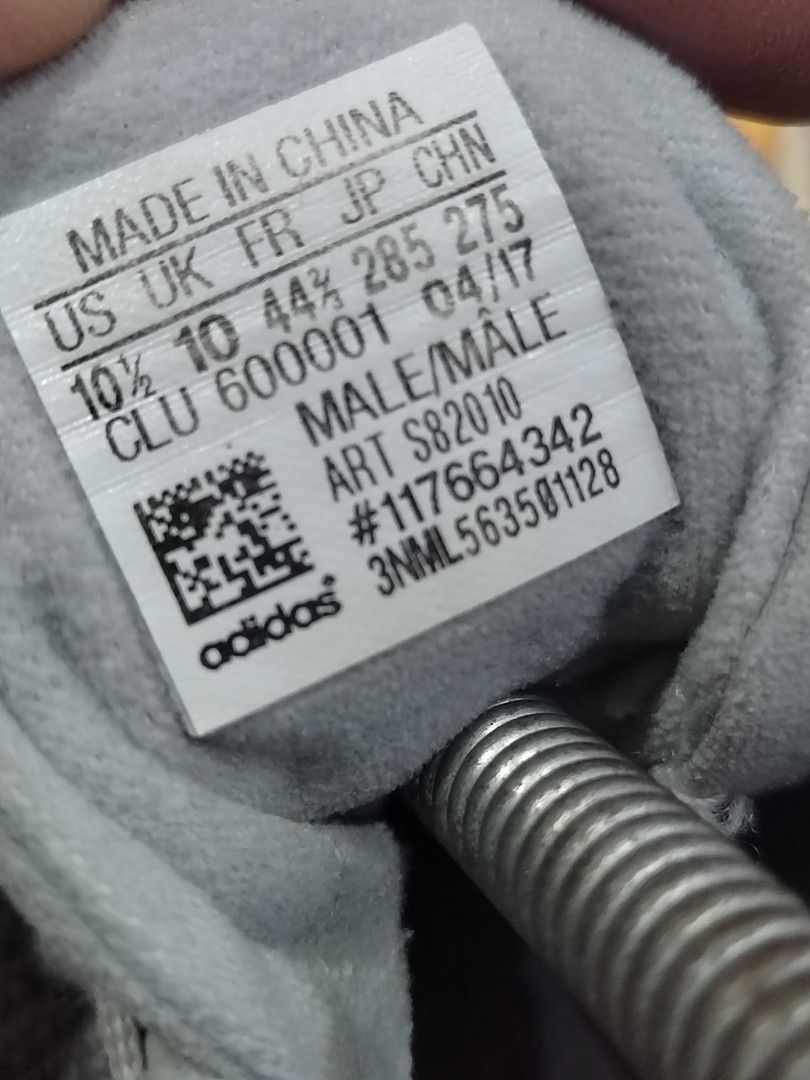 MADE IN CHINA
US UK FR JP CHN
10½ 10 44⅔ 285 275
CLU 600001 04/17
MALE/MÂLE
ART S82010
#117664342
3NML563501128
adidas®